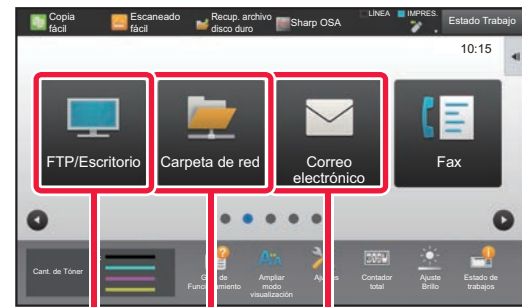 Copia
fácil
Escaneado
fácil
Recup. archivo
disco duro
Sharp OSA
LÍNEA
IMPRES.
Estado Trabajo
10:15
FTP/Escritorio
Carpeta de red
Correo
electrónico
Fax
Cant. de Tóner
de
Ampliar
modo
visualización
Contador
total
Ajuste
Brillo
Estado de
trabajos